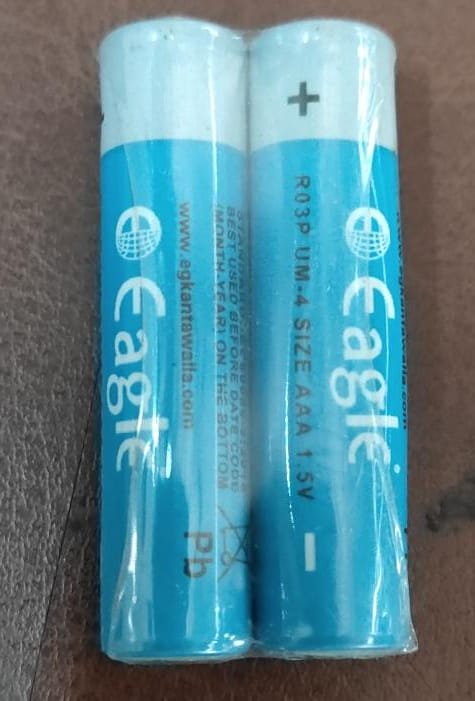 Eagle
www.egkantawalla.com
BEST USED BEFORE DATE CODE
(MONTH-YEAR) ON THE BOTTOM
Pb
+
R03P UM-4 SIZE AAA 1.5V
-
Eagle